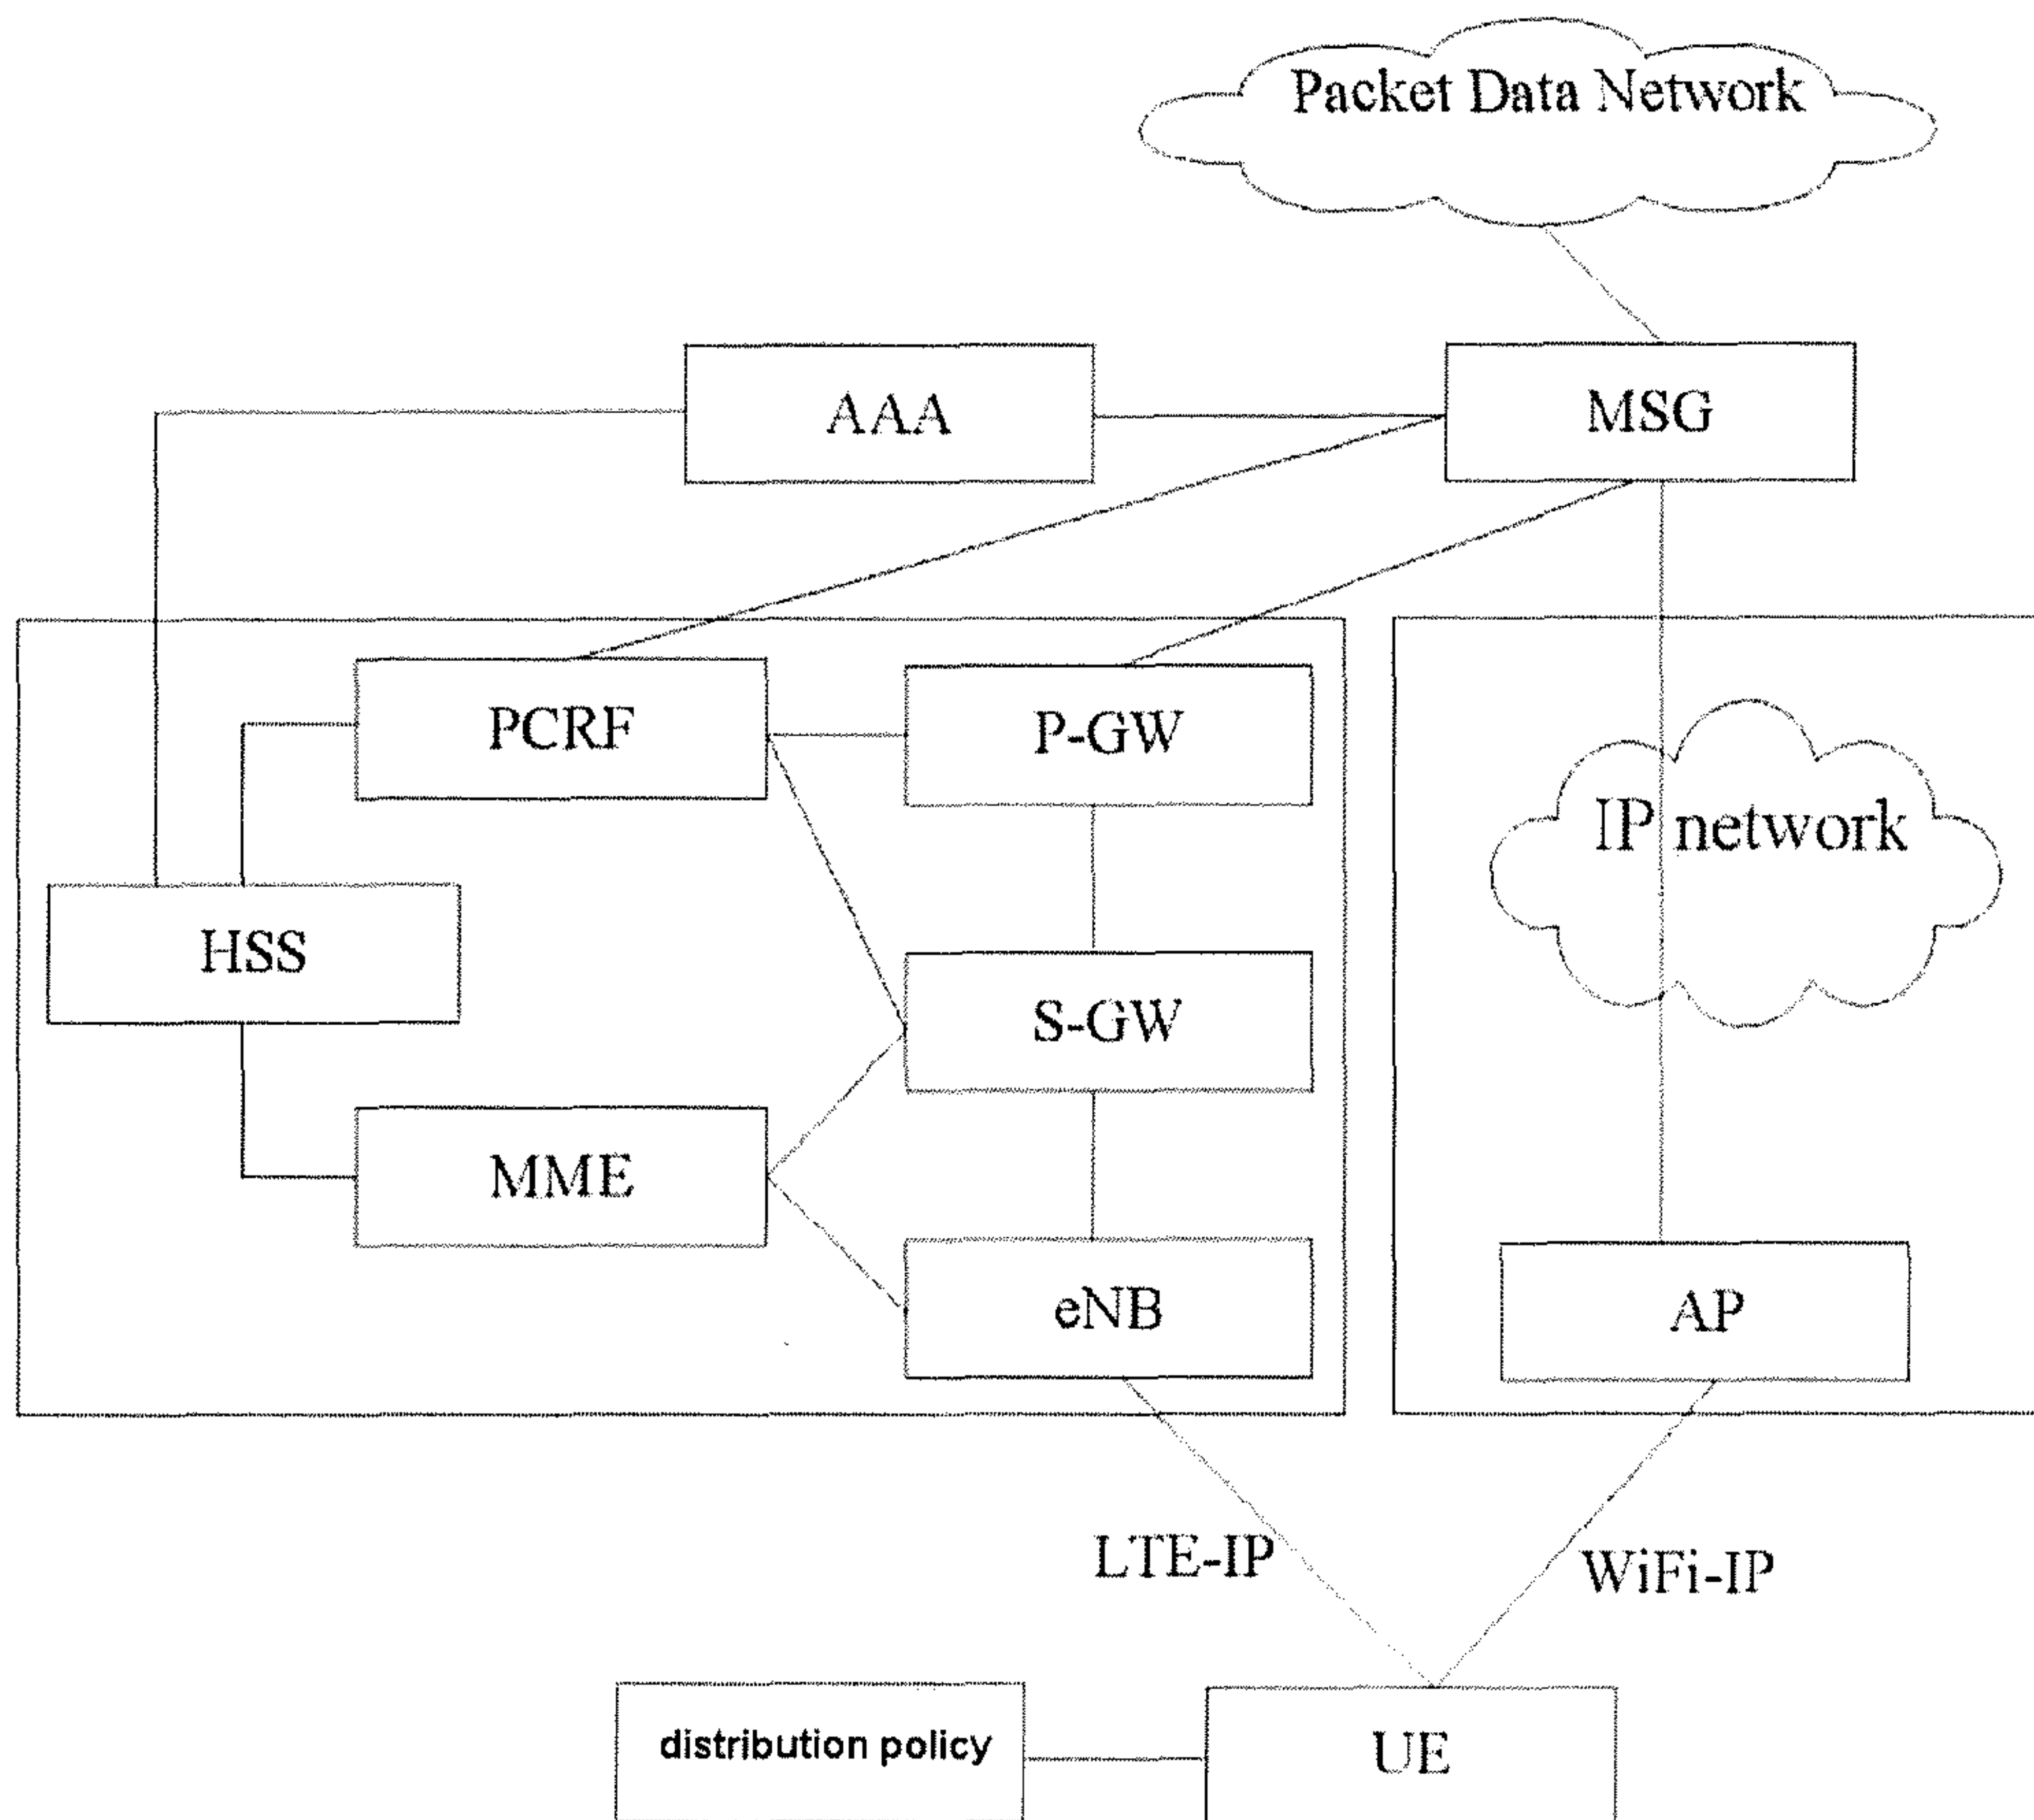 Packet Data Network
AAA
MSG
PCRF
P-GW
IP network
HSS
S-GW
MME
eNB
AP
LTE-IP
WiFi-IP
distribution policy
UE